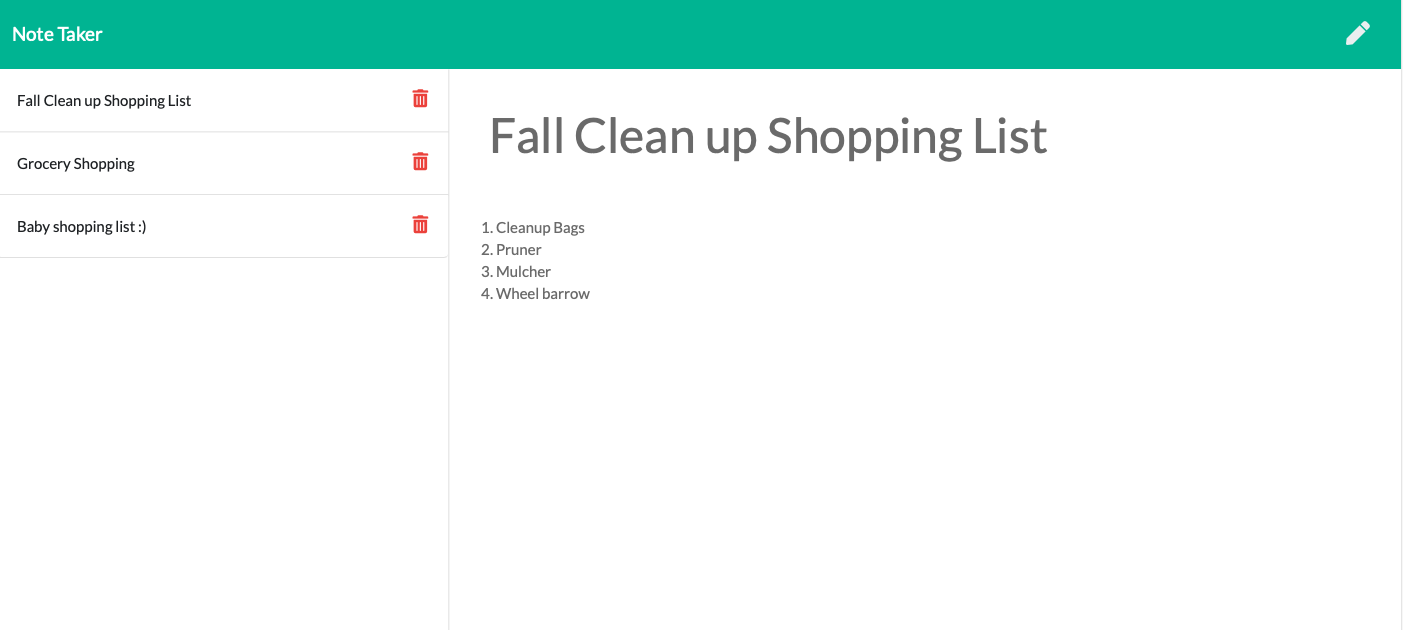 Note Taker
Fall Clean up Shopping List
Grocery Shopping
Baby shopping list :)
Fall Clean up Shopping List
1. Cleanup Bags
2. Pruner
3. Mulcher
4. Wheel barrow